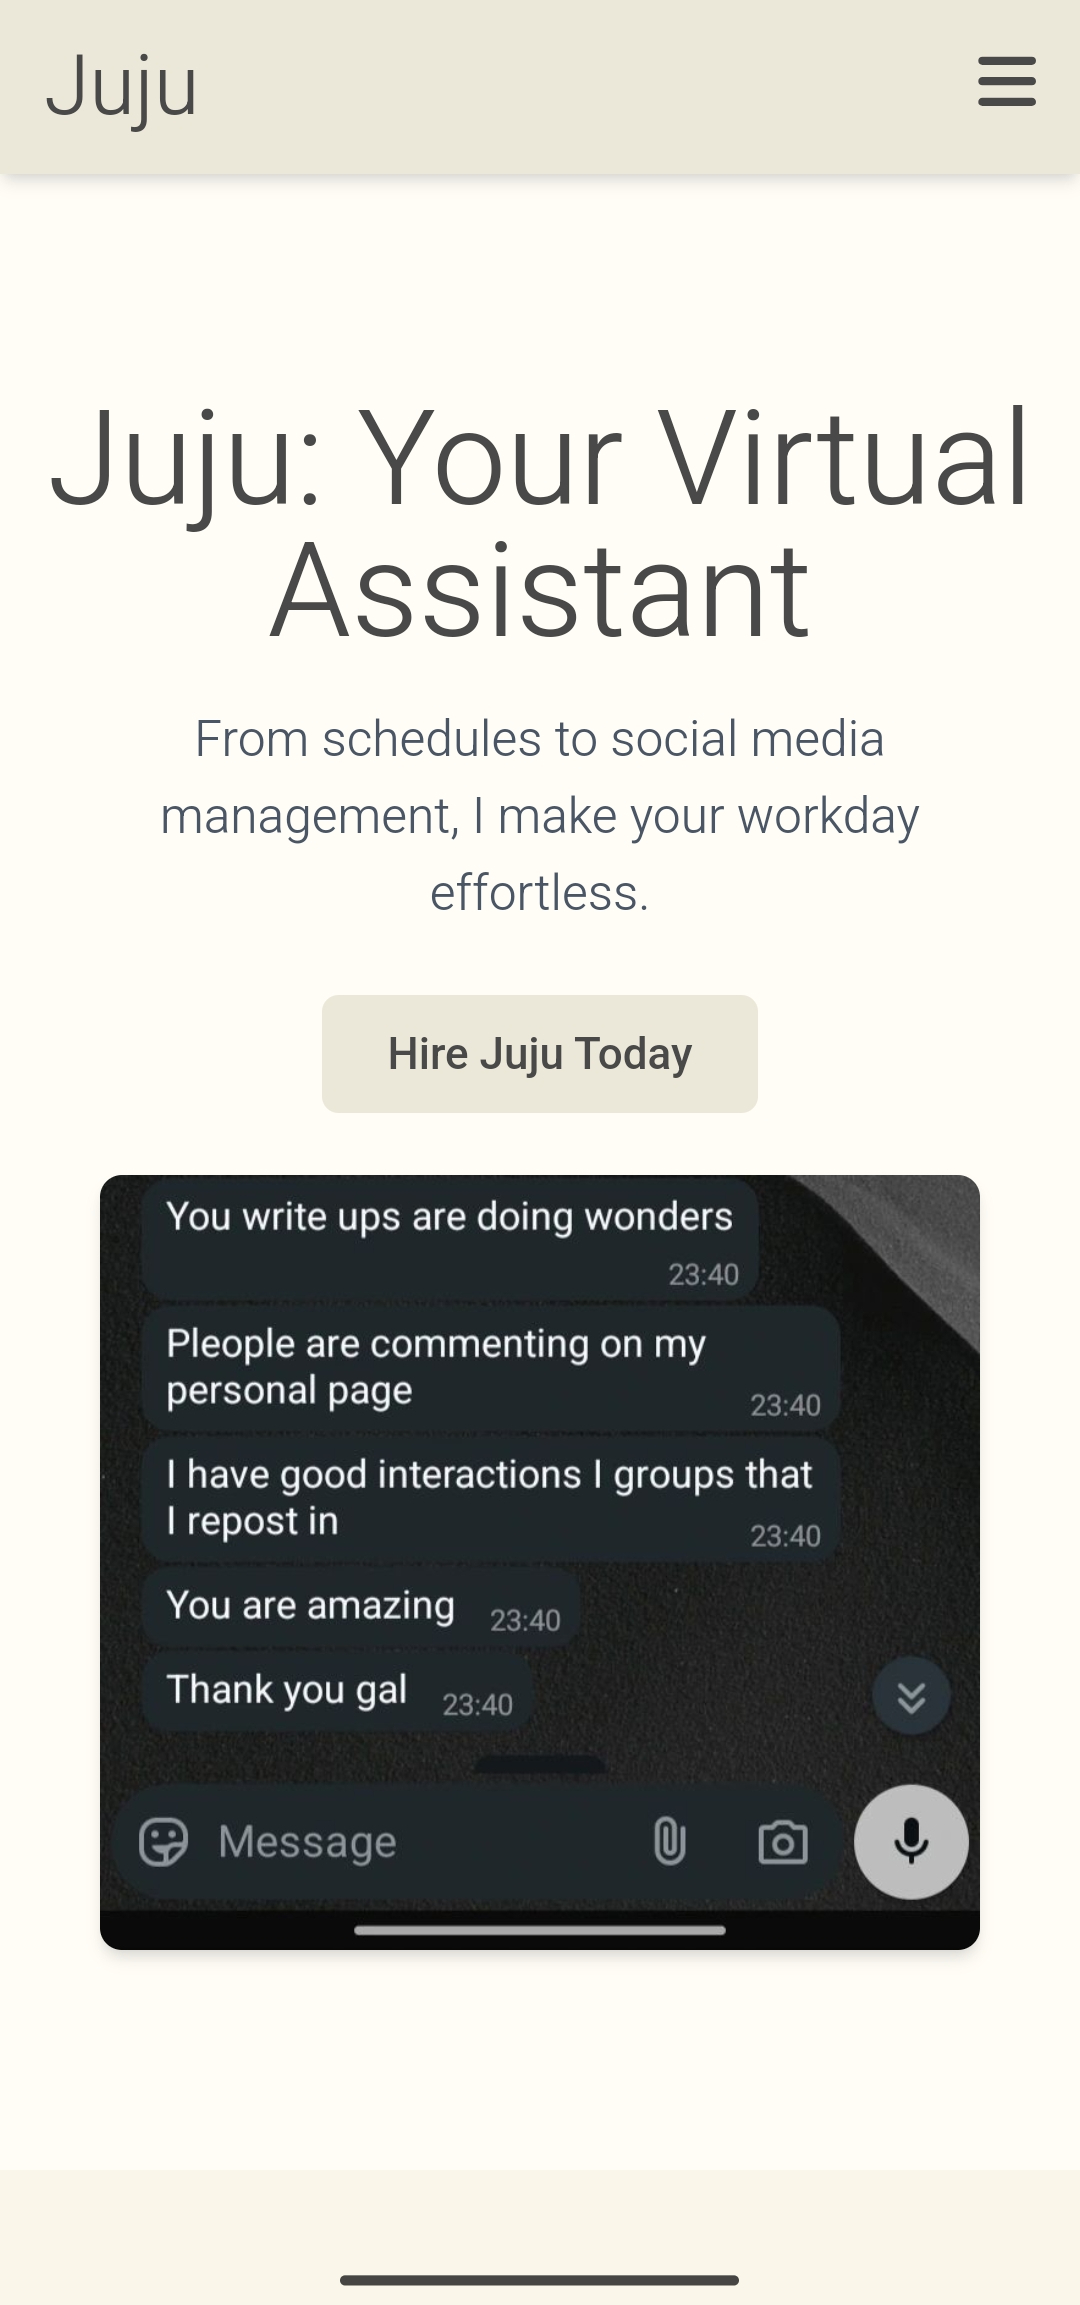 Juju
Juju: Your Virtual
Assistant
From schedules to social media
management, I make your workday
effortless.
Hire Juju Today
You write ups are doing wonders
23:40
Pleople are commenting on my
personal page
23:40
I have good interactions I groups that
I repost in
23:40
You are amazing 23:40
Thank you gal 23:40
Message